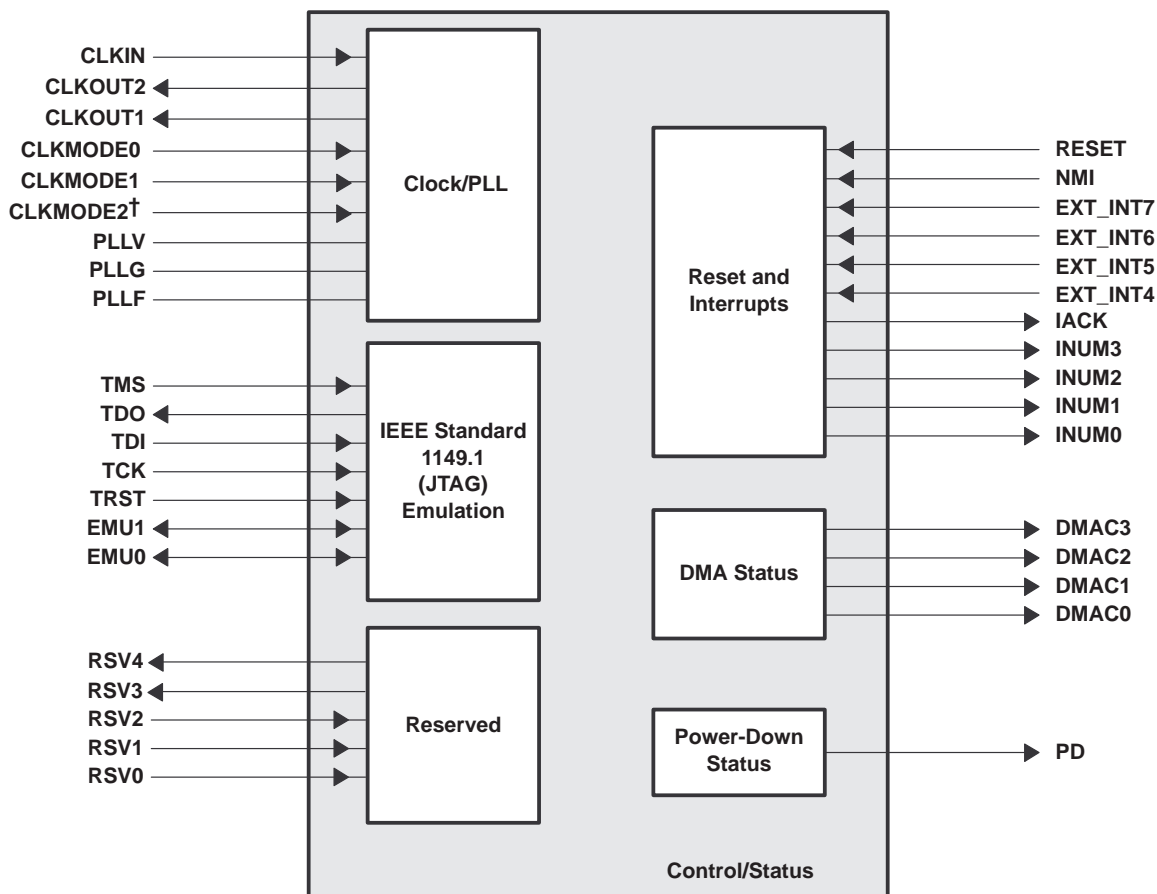 CLKIN
CLKOUT2
CLKOUT1
CLKMODE0
CLKMODE1
CLKMODE2†
PLLV
PLLG
PLLF
Clock/PLL
TMS
TDO
TDI
TCK
TRST
EMU1
EMU0
IEEE Standard
1149.1
(JTAG)
Emulation
RSV4
RSV3
RSV2
RSV1
RSV0
Reserved
Reset and
Interrupts
RESET
NMI
EXT_INT7
EXT_INT6
EXT_INT5
EXT_INT4
IACK
INUM3
INUM2
INUM1
INUM0
DMA Status
DMAC3
DMAC2
DMAC1
DMAC0
Power-Down
Status
PD
Control/Status